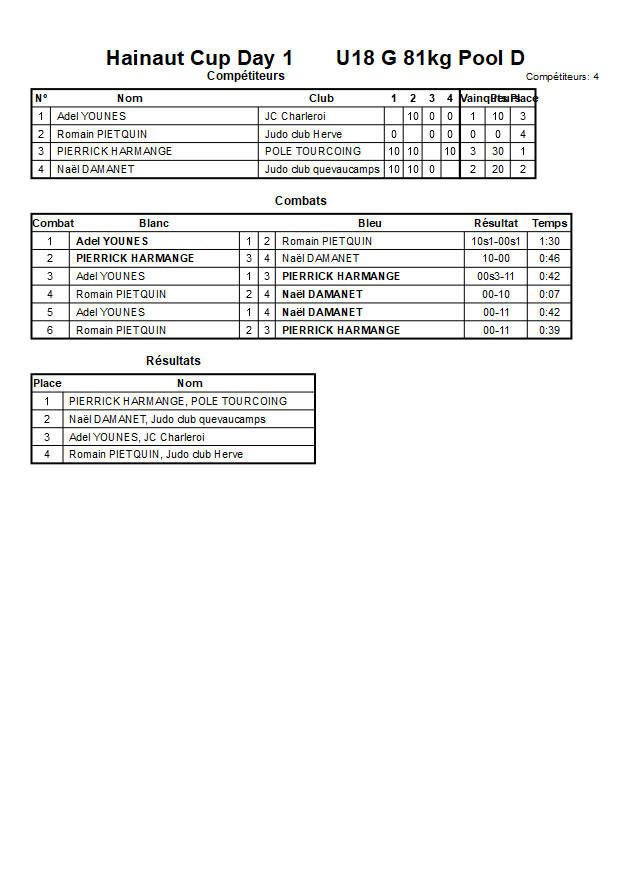 Hainaut Cup Day 1 U18 G 81kg Pool D
Compétiteurs Compétiteurs: 4
N° Nom Club 1 2 3 4 Vainqueurs Pts Place
1 Adel YOUNES JC Charleroi 10 0 0 1 10 3
2 Romain PIETQUIN Judo club Herve 0 0 0 0 0 4
3 PIERRICK HARMANGE POLE TOURCOING 10 10 10 3 30 1
4 Naël DAMANET Judo club quevaucamps 10 10 0 2 20 2
Combats
Combat Blanc Bleu Résultat Temps
1 Adel YOUNES 1 2 Romain PIETQUIN 10s1-00s1 1:30
2 PIERRICK HARMANGE 3 4 Naël DAMANET 10-00 0:46
3 Adel YOUNES 1 3 PIERRICK HARMANGE 00s3-11 0:42
4 Romain PIETQUIN 2 4 Naël DAMANET 00-10 0:07
5 Adel YOUNES 1 4 Naël DAMANET 00-11 0:42
6 Romain PIETQUIN 2 3 PIERRICK HARMANGE 00-11 0:39
Résultats
Place Nom
1 PIERRICK HARMANGE, POLE TOURCOING
2 Naël DAMANET, Judo club quevaucamps
3 Adel YOUNES, JC Charleroi
4 Romain PIETQUIN, Judo club Herve